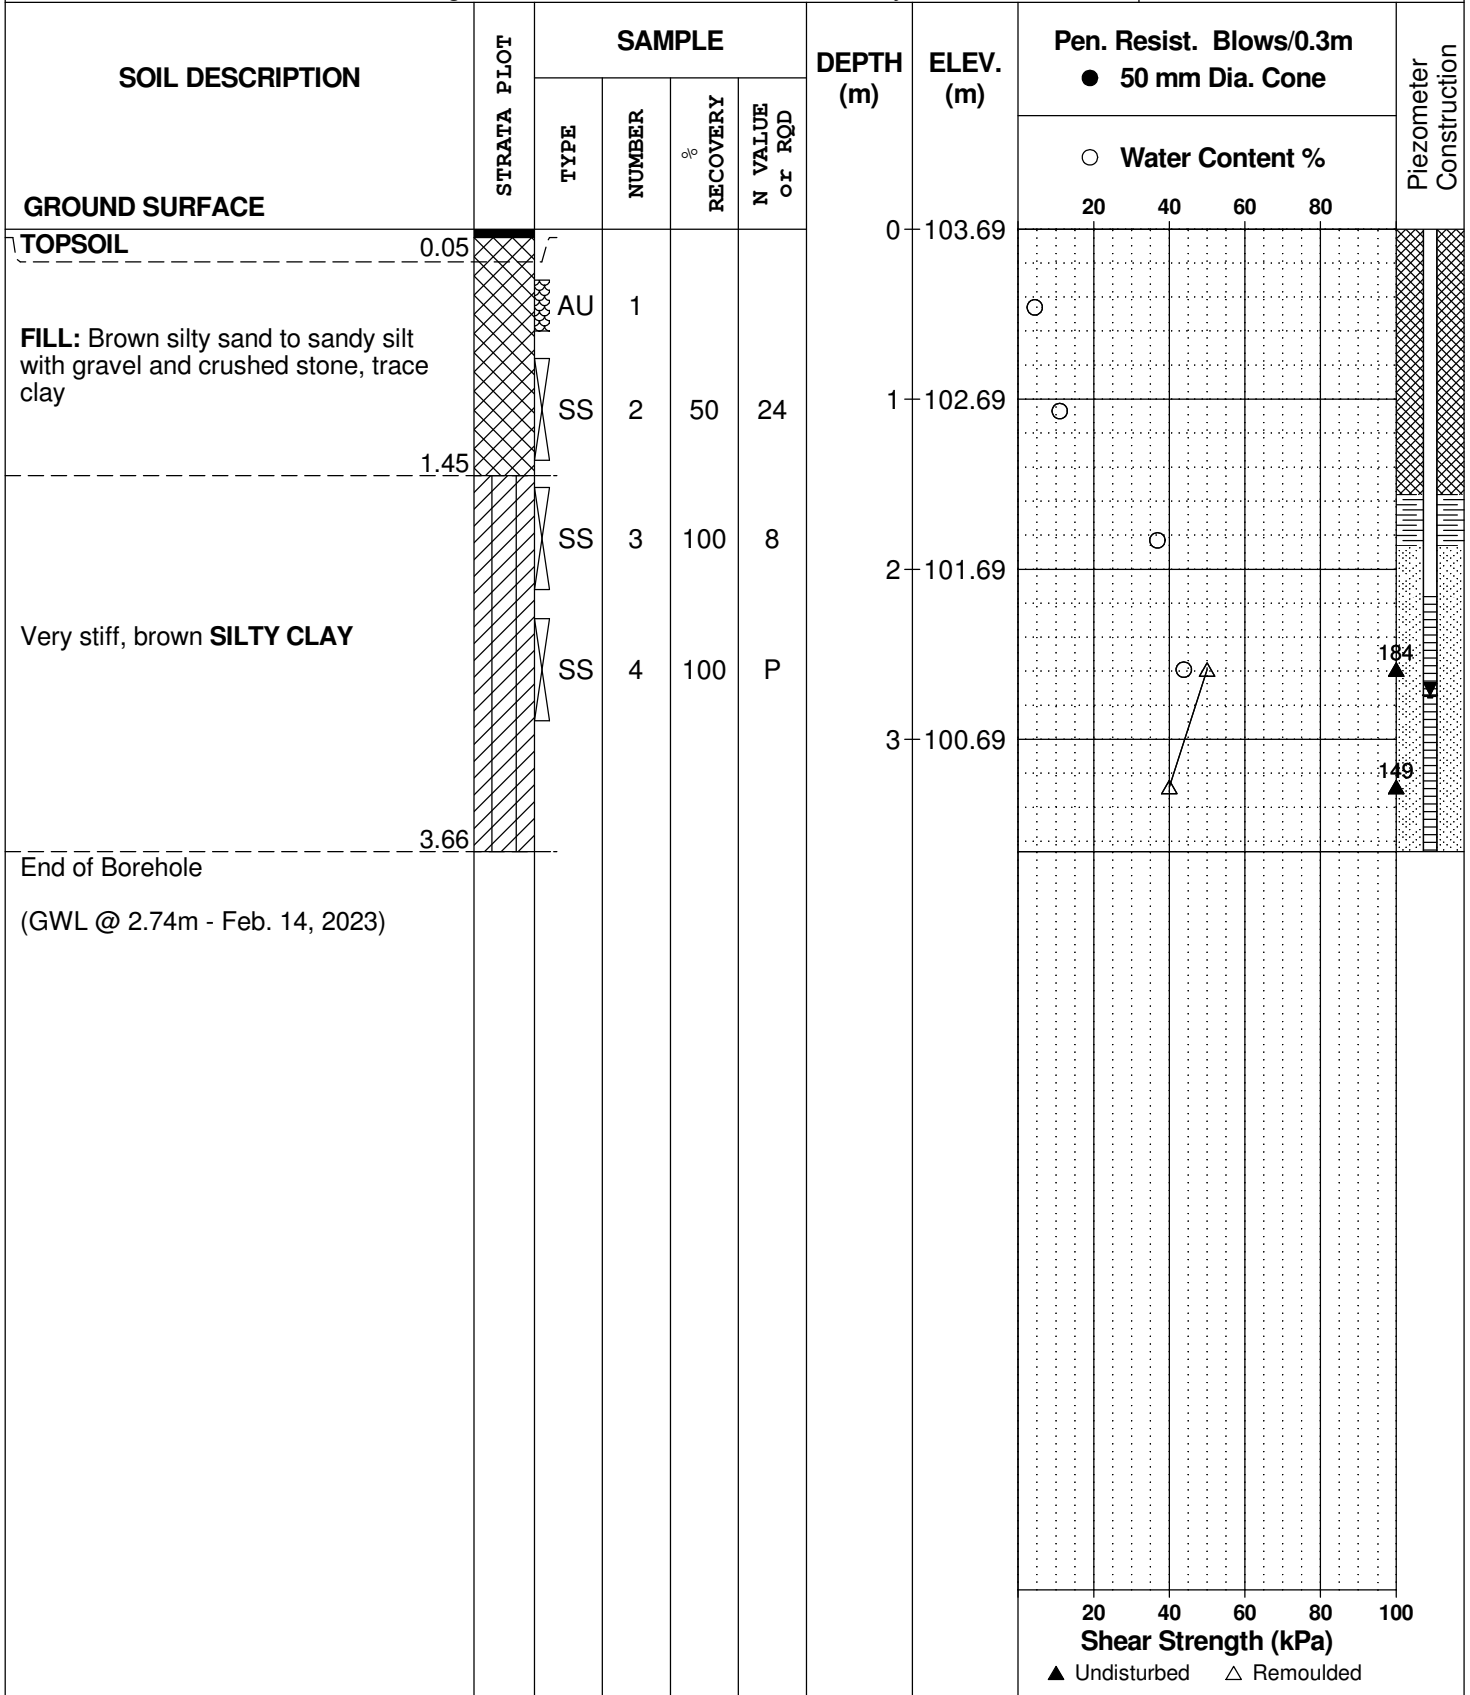 SOIL DESCRIPTION
GROUND SURFACE
STRATA PLOT
SAMPLE
TYPE
NUMBER
%
RECOVERY
N VALUE
or RQD
DEPTH
(m)
ELEV.
(m)
Pen. Resist. Blows/0.3m
● 50 mm Dia. Cone
○ Water Content %
20 40 60 80
Piezometer
Construction
TOPSOIL 0.05
0 103.69
AU 1
FILL: Brown silty sand to sandy silt
with gravel and crushed stone, trace
clay
SS 2 50 24
1 102.69
1.45
SS 3 100 8
2 101.69
Very stiff, brown SILTY CLAY
SS 4 100 P
184
3 100.69
149
3.66
End of Borehole
(GWL @ 2.74m - Feb. 14, 2023)
20 40 60 80 100
Shear Strength (kPa)
▲ Undisturbed △ Remoulded